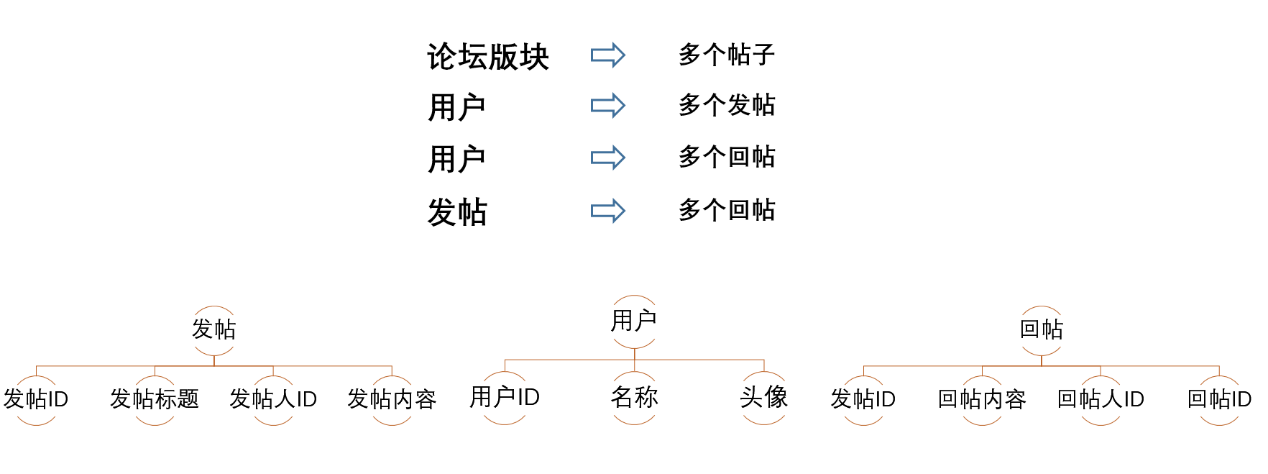 论坛版块 多个帖子
用户 多个发帖
用户 多个回帖
发帖 多个回帖
发帖
发帖ID 发帖标题 发帖人ID 发帖内容
用户
用户ID 名称 头像
回帖
发帖ID 回帖内容 回帖人ID 回帖ID